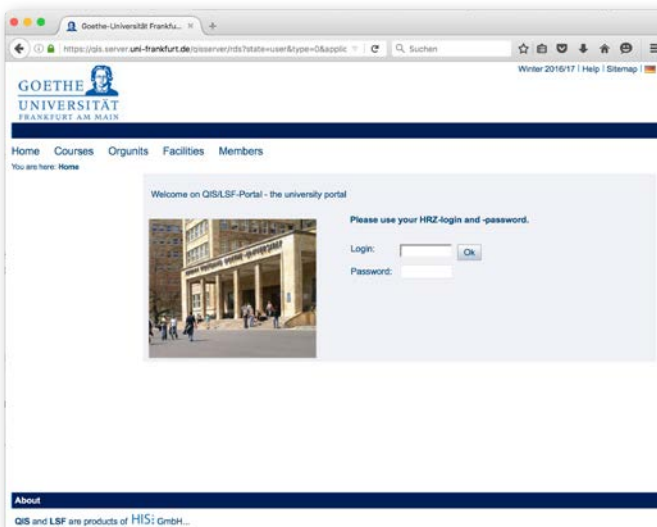 Goethe-Universität Frankfu...
https://qis.server.uni-frankfurt.de/qisserver/rds?state=user&type=0&applic
Suchen
Winter 2016/17 | Help | Sitemap |
GOETHE
UNIVERSITÄT
FRANKFURT AM MAIN
Home Courses Orgunits Facilities Members
You are here: Home
Welcome on QIS/LSF-Portal - the university portal
Please use your HRZ-login and -password.
Login:
Ok
Password:
About
QIS and LSF are products of HIS: GmbH...